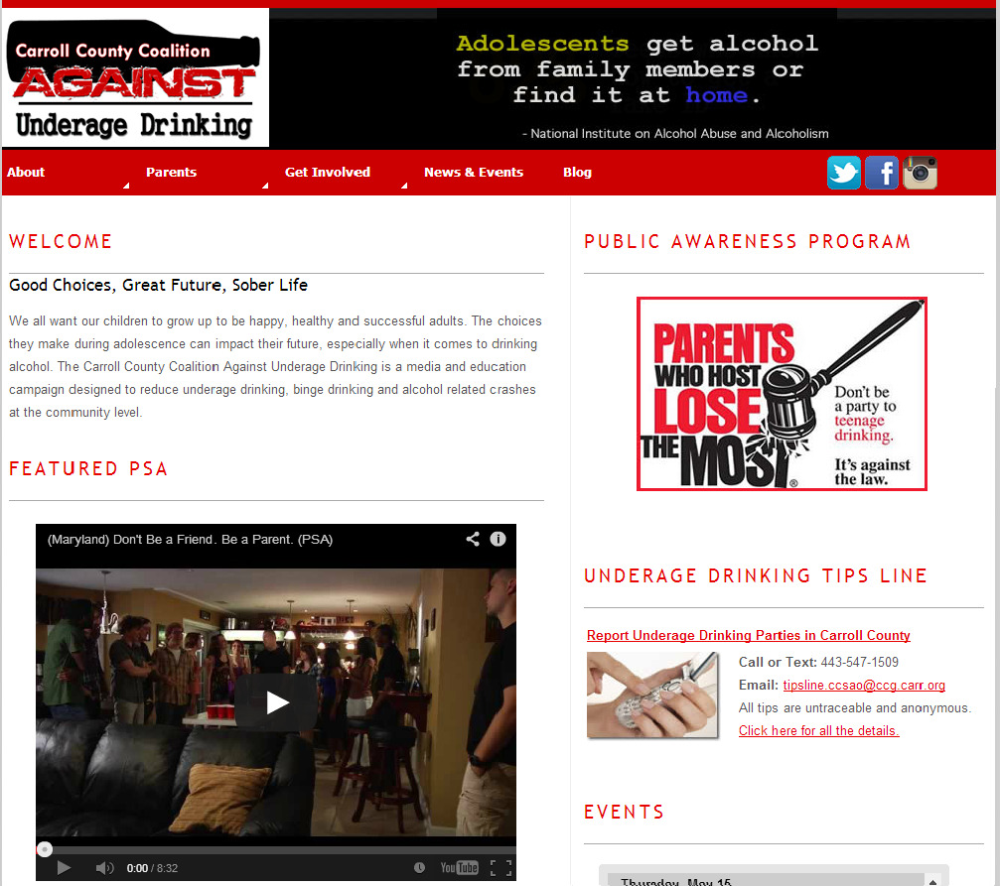 Carroll County Coalition
AGAINST
Underage Drinking
Adolescents get alcohol
from family members or
find it at home.
- National Institute on Alcohol Abuse and Alcoholism
About
Parents
Get Involved
News & Events
Blog
WELCOME
Good Choices, Great Future, Sober Life
We all want our children to grow up to be happy, healthy and successful adults. The choices
they make during adolescence can impact their future, especially when it comes to drinking
alcohol. The Carroll County Coalition Against Underage Drinking is a media and education
campaign designed to reduce underage drinking, binge drinking and alcohol related crashes
at the community level.
FEATURED PSA
(Maryland) Don't Be a Friend. Be a Parent. (PSA)
0:00 / 8:32
YouTube
PUBLIC AWARENESS PROGRAM
PARENTS
WHO HOST
LOSE
THE MOST
®
Don't be
a party to
teenage
drinking.
It's against
the law.
UNDERAGE DRINKING TIPS LINE
Report Underage Drinking Parties in Carroll County
Call or Text: 443-547-1509
Email: tipsline.ccsao@ccg.carr.org
All tips are untraceable and anonymous.
Click here for all the details.
EVENTS
Thursday, May 15